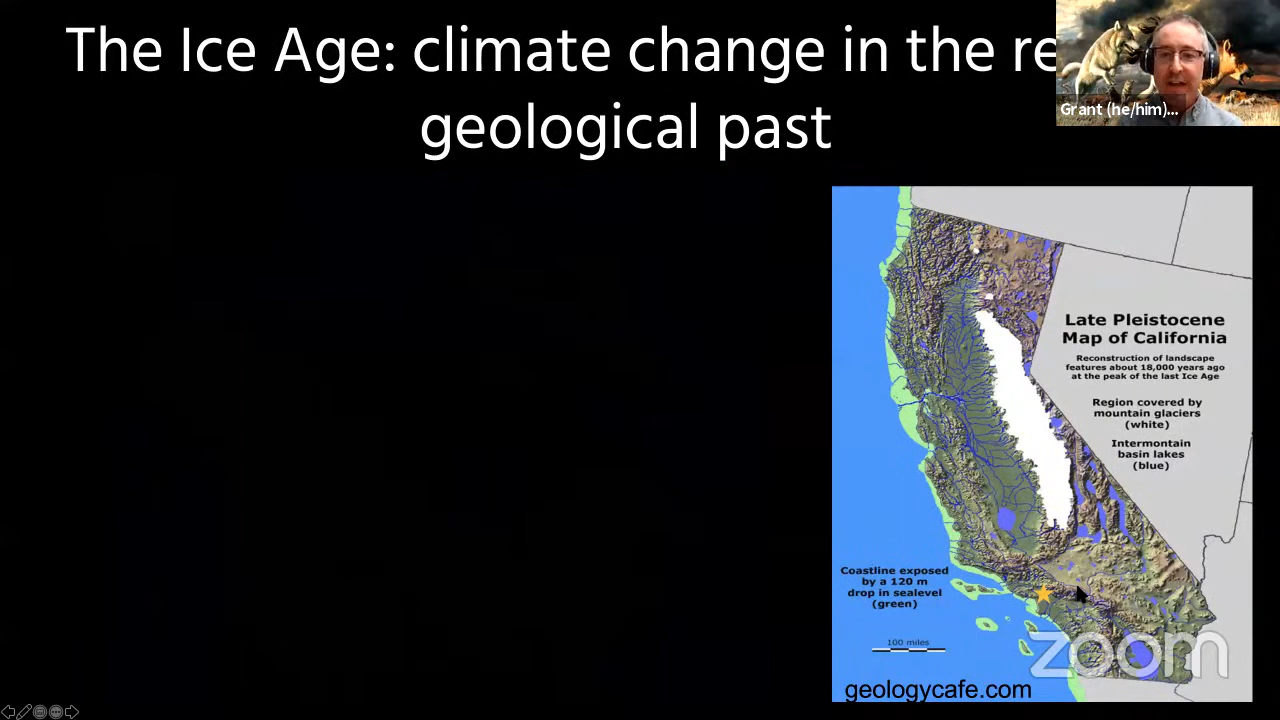 The Ice Age: climate change in the re
geological past
Grant (he/him)...
Late Pleistocene
Map of California
Reconstruction of landscape
features about 18,000 years ago
at the peak of the last Ice Age
Region covered by
mountain glaciers
(white)
Intermontain
basin lakes
(blue)
Coastline exposed
by a 120 m
drop in sealevel
(green)
100 miles
zoom
geologycafe.com